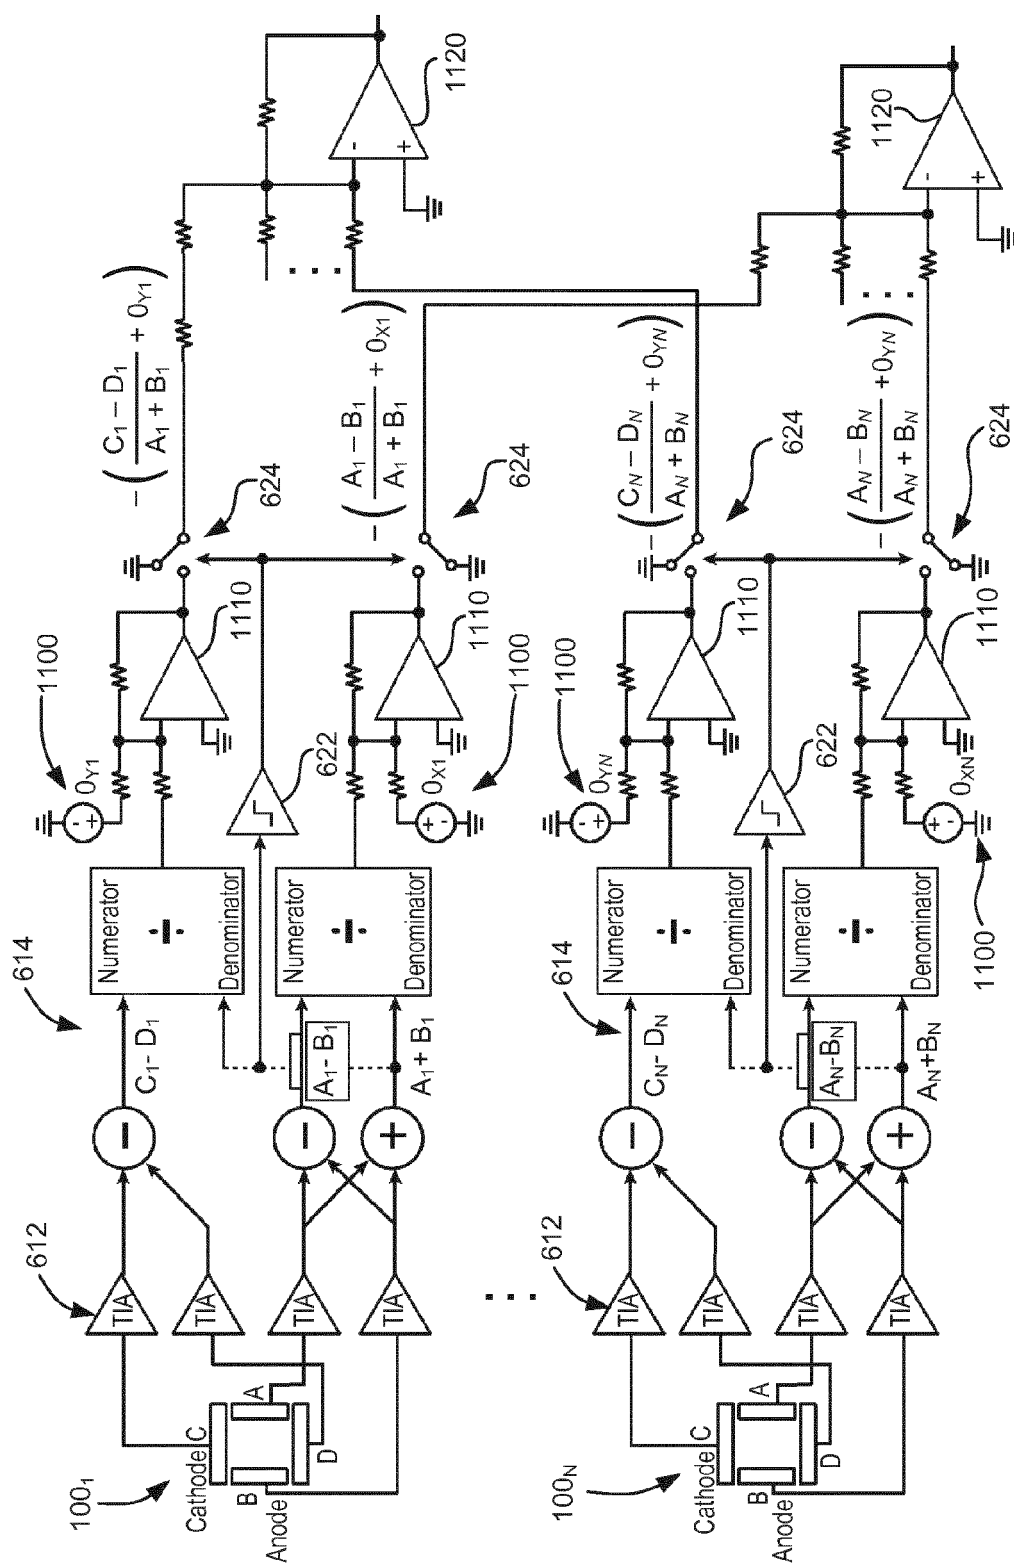 100₁
Cathode
C
B
A
D
Anode
612
TIA
TIA
TIA
TIA
−
−
+
C₁− D₁
A₁− B₁
A₁+ B₁
614
Numerator
÷
Denominator
Numerator
÷
Denominator
1100
0Y1
- +
622
0X1
+ -
1100
1110
1110
624
624
−(C₁ − D₁ / A₁ + B₁ + 0Y1)
−(A₁ − B₁ / A₁ + B₁ + 0X1)
- +
1120
. . .
. . .
100N
Cathode
C
B
A
D
Anode
612
TIA
TIA
TIA
TIA
−
−
+
CN− DN
AN−BN
AN+BN
614
Numerator
÷
Denominator
Numerator
÷
Denominator
1100
0YN
- +
622
0XN
+ -
1100
1110
1110
624
624
−(CN − DN / AN + BN + 0YN)
−(AN − BN / AN + BN +0YN)
. . .
- +
1120